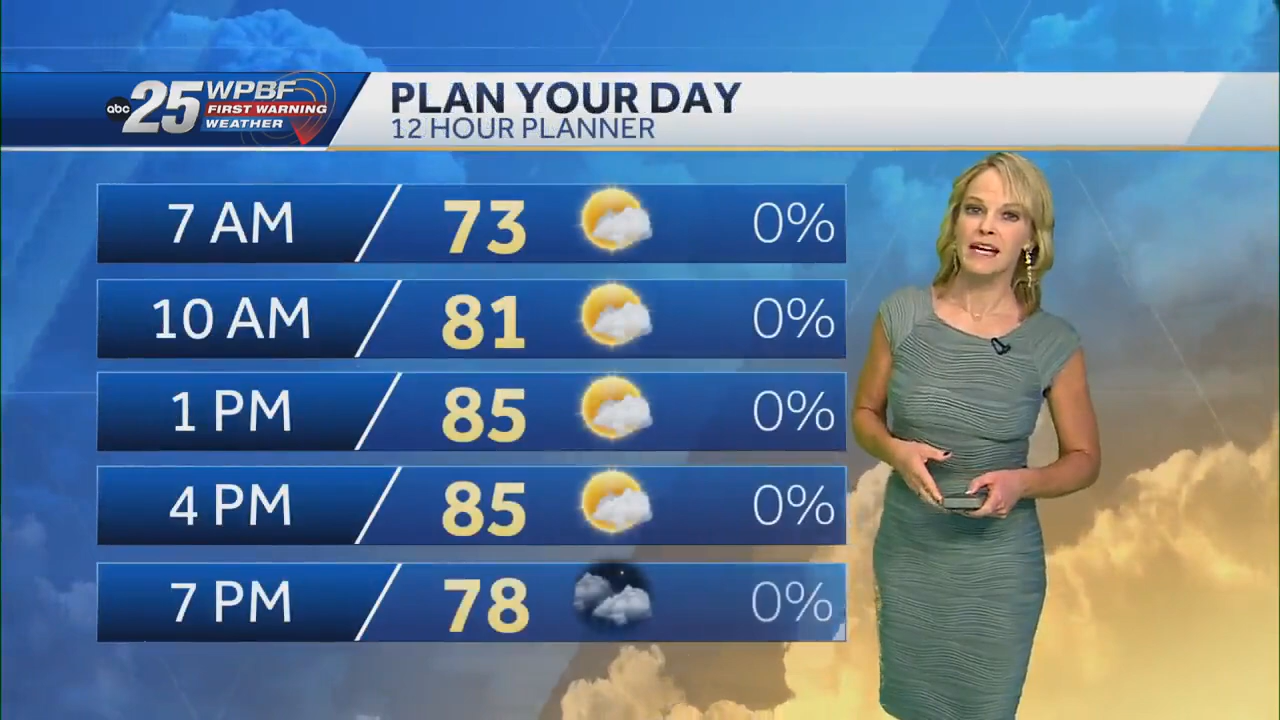 abc 25 WPBF
FIRST WARNING
WEATHER
PLAN YOUR DAY
12 HOUR PLANNER
7 AM 73 0%
10 AM 81 0%
1 PM 85 0%
4 PM 85 0%
7 PM 78 0%